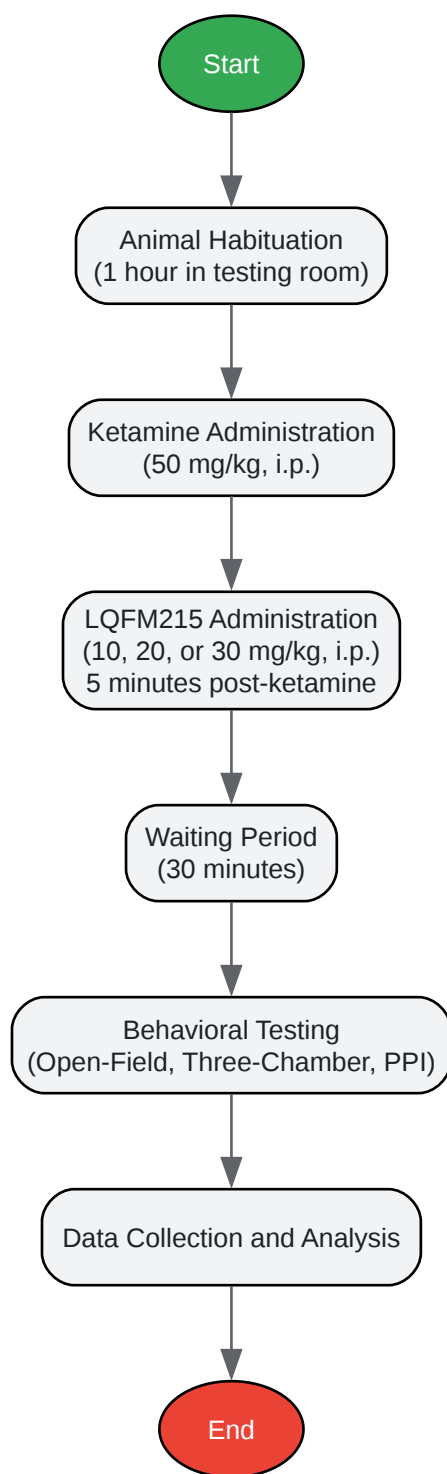 Start
Animal Habituation
(1 hour in testing room)
Ketamine Administration
(50 mg/kg, i.p.)
LQFM215 Administration
(10, 20, or 30 mg/kg, i.p.)
5 minutes post-ketamine
Waiting Period
(30 minutes)
Behavioral Testing
(Open-Field, Three-Chamber, PPI)
Data Collection and Analysis
End